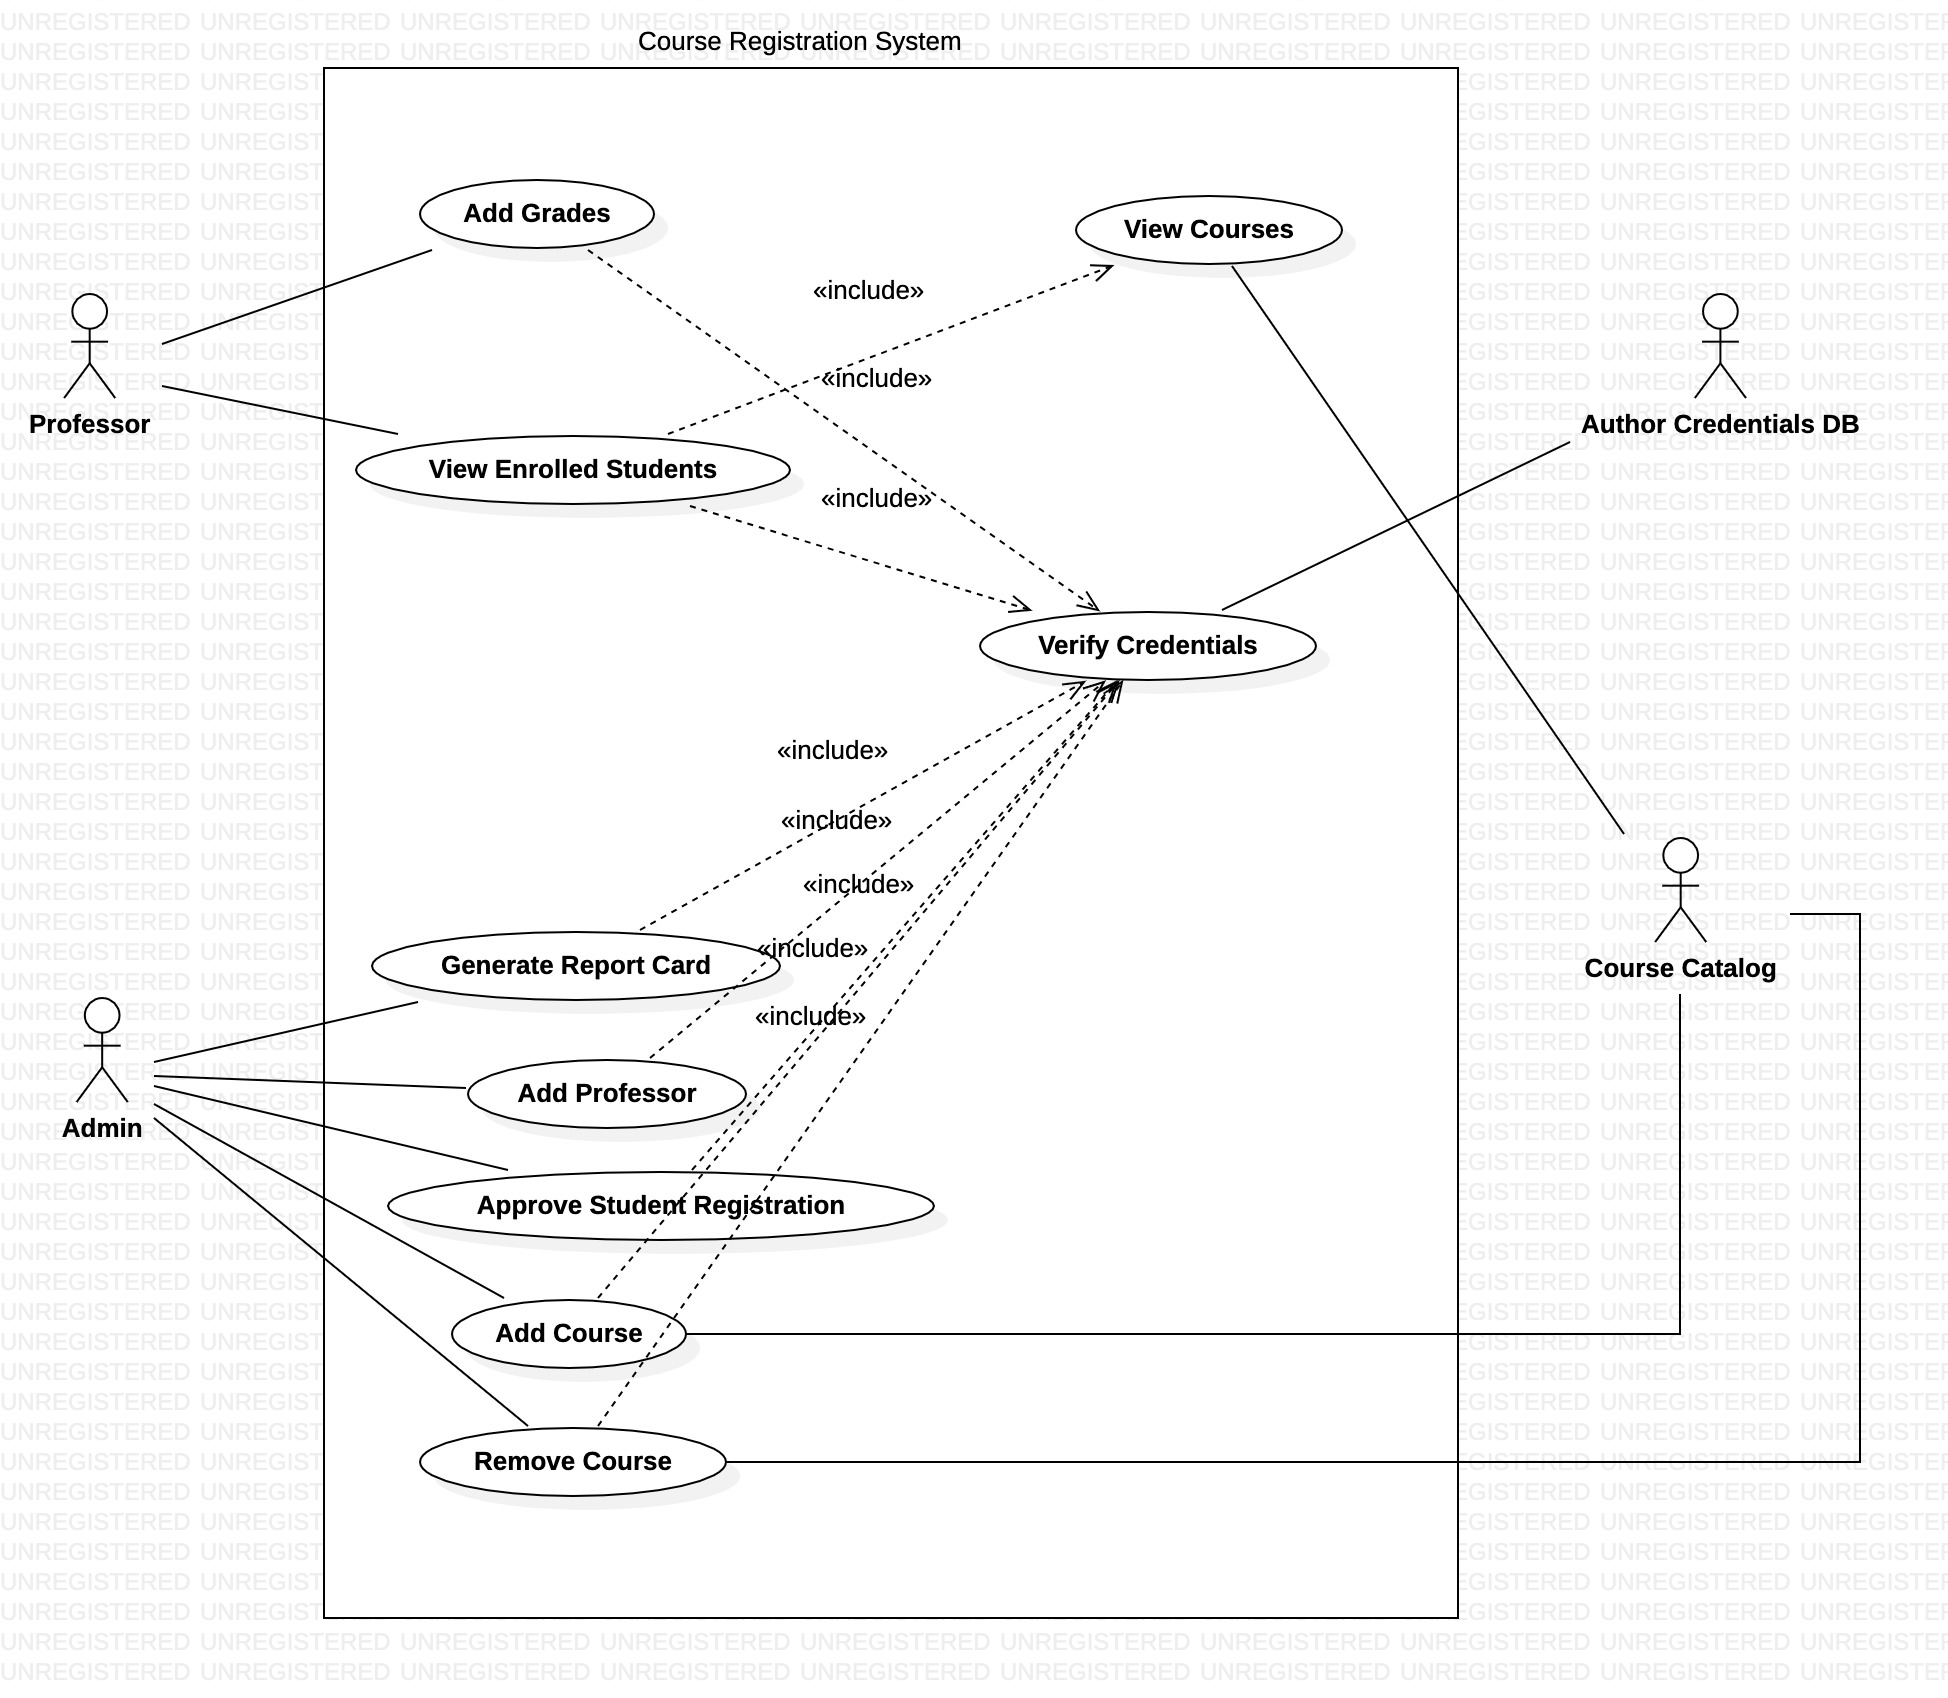 Course Registration System
Add Grades
View Courses
«include»
Professor
«include»
Author Credentials DB
View Enrolled Students
«include»
Verify Credentials
«include»
«include»
«include»
«include»
Generate Report Card
Course Catalog
«include»
Add Professor
Admin
Approve Student Registration
Add Course
Remove Course
UNREGISTERED